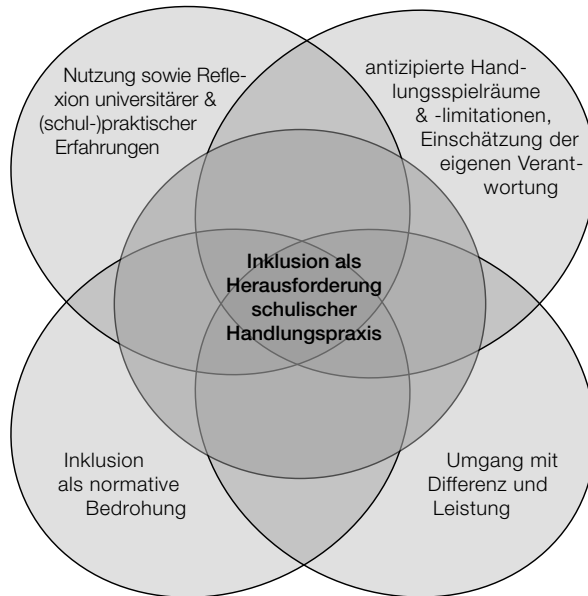 Nutzung sowie Refle-
xion universitärer &
(schul-)praktischer
Erfahrungen
antizipierte Hand-
lungsspielräume
& -limitationen,
Einschätzung der
eigenen Verant-
wortung
Inklusion als
Herausforderung
schulischer
Handlungspraxis
Inklusion
als normative
Bedrohung
Umgang mit
Differenz und
Leistung